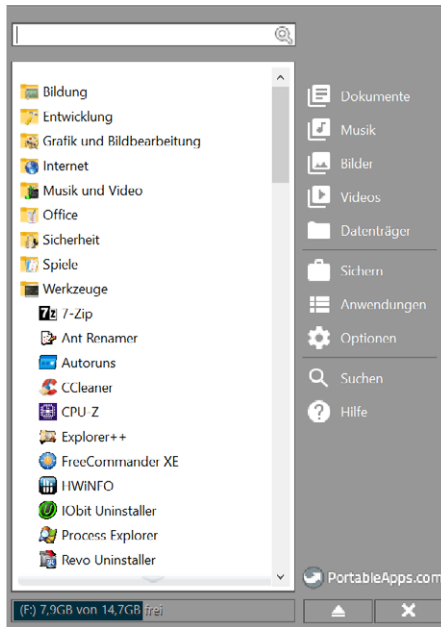 Bildung
Entwicklung
Grafik und Bildbearbeitung
Internet
Musik und Video
Office
Sicherheit
Spiele
Werkzeuge
7z 7-Zip
Ant Renamer
Autoruns
CCleaner
CPU-Z
Explorer++
FreeCommander XE
HWiNFO
IObit Uninstaller
Process Explorer
Revo Uninstaller
(F:) 7,9GB von 14,7GB frei
Dokumente
Musik
Bilder
Videos
Datenträger
Sichern
Anwendungen
Optionen
Suchen
? Hilfe
PortableApps.com